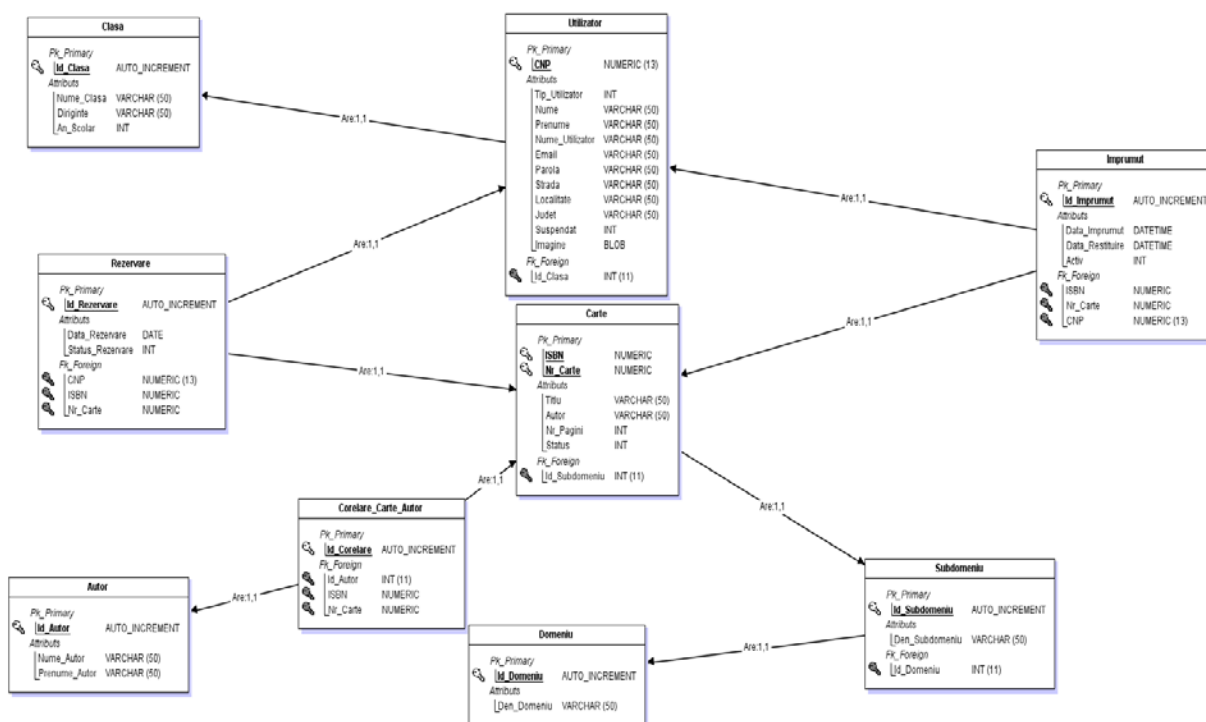 Clasa
Pk_Primary
Id_Clasa AUTO_INCREMENT
Attributs
Nume_Clasa VARCHAR (50)
Diriginte VARCHAR (50)
An_Scolar INT
Utilizator
Pk_Primary
CNP NUMERIC (13)
Attributs
Tip_Utilizator INT
Nume VARCHAR (50)
Prenume VARCHAR (50)
Nume_Utilizator VARCHAR (50)
Email VARCHAR (50)
Parola VARCHAR (50)
Strada VARCHAR (50)
Localitate VARCHAR (50)
Judet VARCHAR (50)
Suspendat INT
Imagine BLOB
Fk_Foreign
Id_Clasa INT (11)
Are:1,1
Are:1,1
Are:1,1
Imprumut
Pk_Primary
Id_Imprumut AUTO_INCREMENT
Attributs
Data_Imprumut DATETIME
Data_Restituire DATETIME
Activ INT
Fk_Foreign
ISBN NUMERIC
Nr_Carte NUMERIC
CNP NUMERIC (13)
Rezervare
Pk_Primary
Id_Rezervare AUTO_INCREMENT
Attributs
Data_Rezervare DATE
Status_Rezervare INT
Fk_Foreign
CNP NUMERIC (13)
ISBN NUMERIC
Nr_Carte NUMERIC
Are:1,1
Are:1,1
Carte
Pk_Primary
ISBN NUMERIC
Nr_Carte NUMERIC
Attributs
Titlu VARCHAR (50)
Autor VARCHAR (50)
Nr_Pagini INT
Status INT
Fk_Foreign
Id_Subdomeniu INT (11)
Are:1,1
Are:1,1
Corelare_Carte_Autor
Pk_Primary
Id_Corelare AUTO_INCREMENT
Fk_Foreign
Id_Autor INT (11)
ISBN NUMERIC
Nr_Carte NUMERIC
Are:1,1
Autor
Pk_Primary
Id_Autor AUTO_INCREMENT
Attributs
Nume_Autor VARCHAR (50)
Prenume_Autor VARCHAR (50)
Subdomeniu
Pk_Primary
Id_Subdomeniu AUTO_INCREMENT
Attributs
Den_Subdomeniu VARCHAR (50)
Fk_Foreign
Id_Domeniu INT (11)
Are:1,1
Domeniu
Pk_Primary
Id_Domeniu AUTO_INCREMENT
Attributs
Den_Domeniu VARCHAR (50)